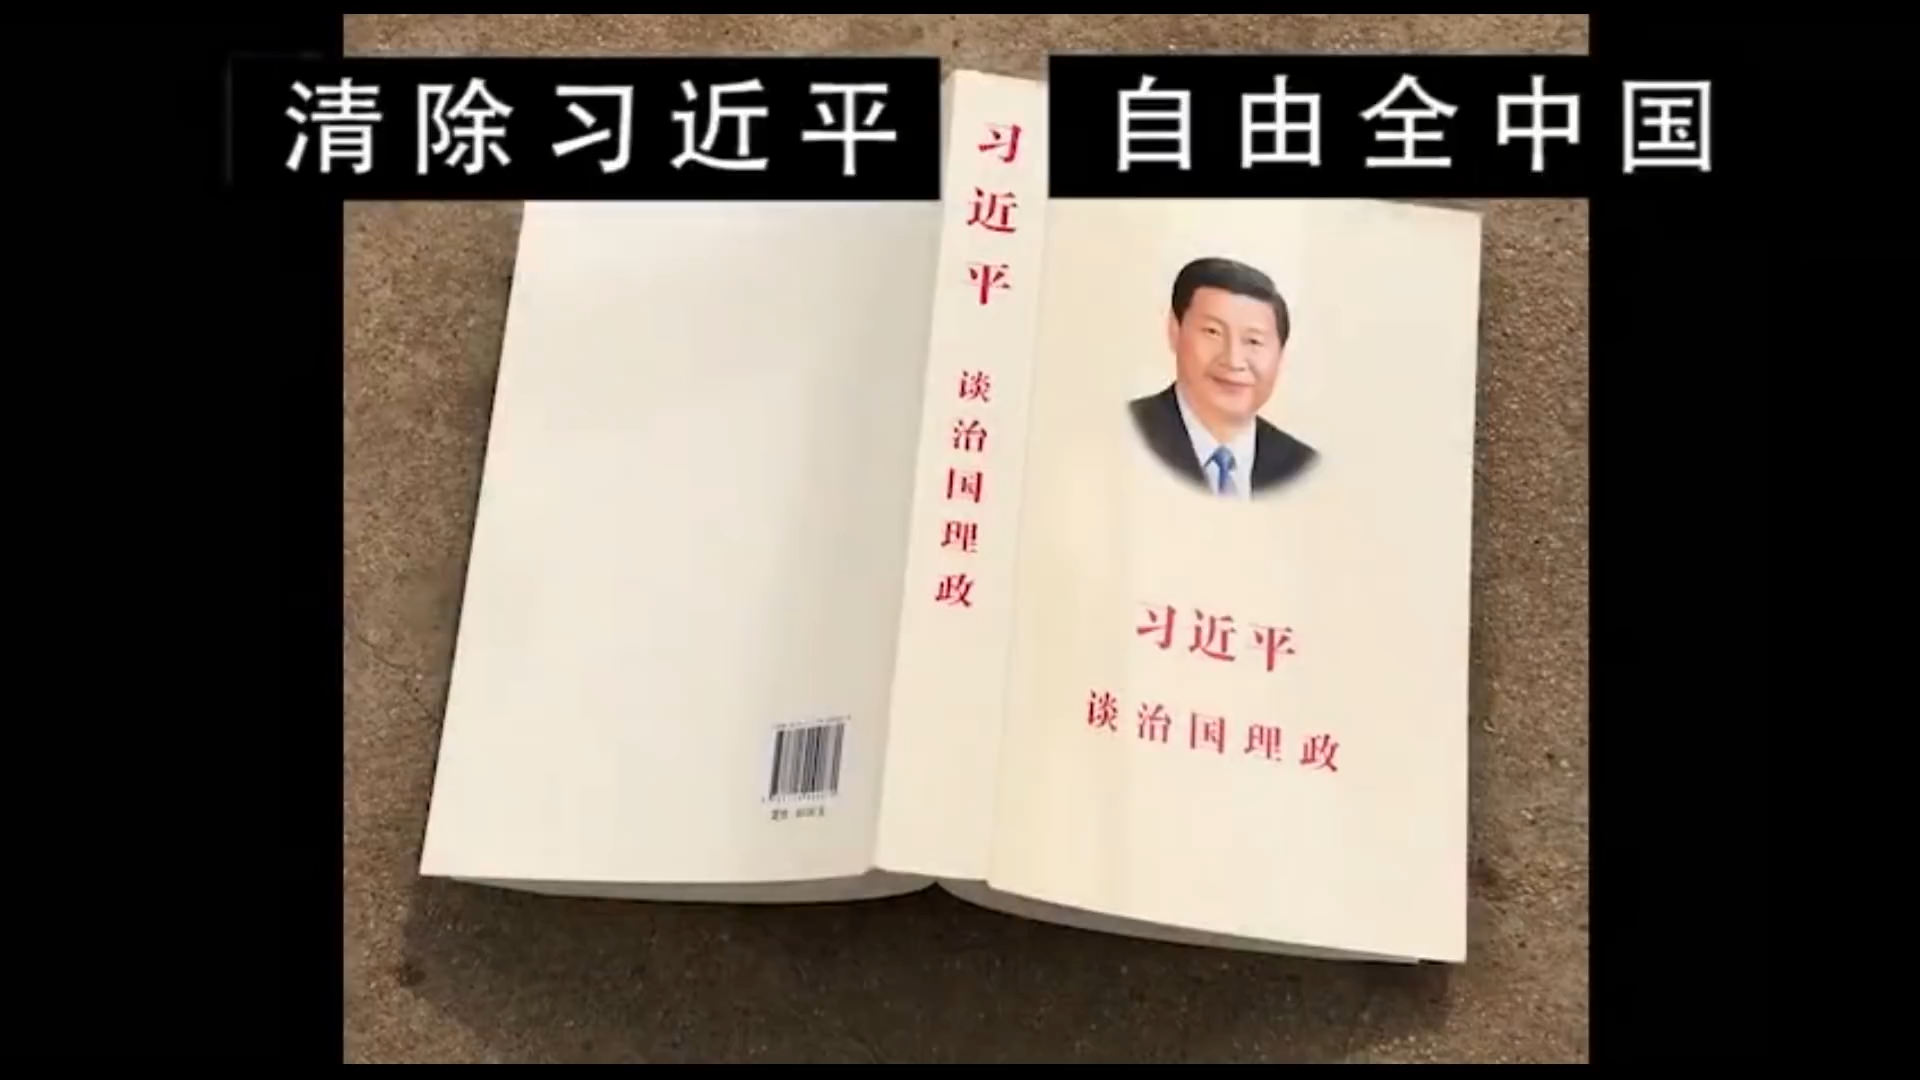 清除习近平 自由全中国
习近平 谈治国理政
习近平
谈治国理政